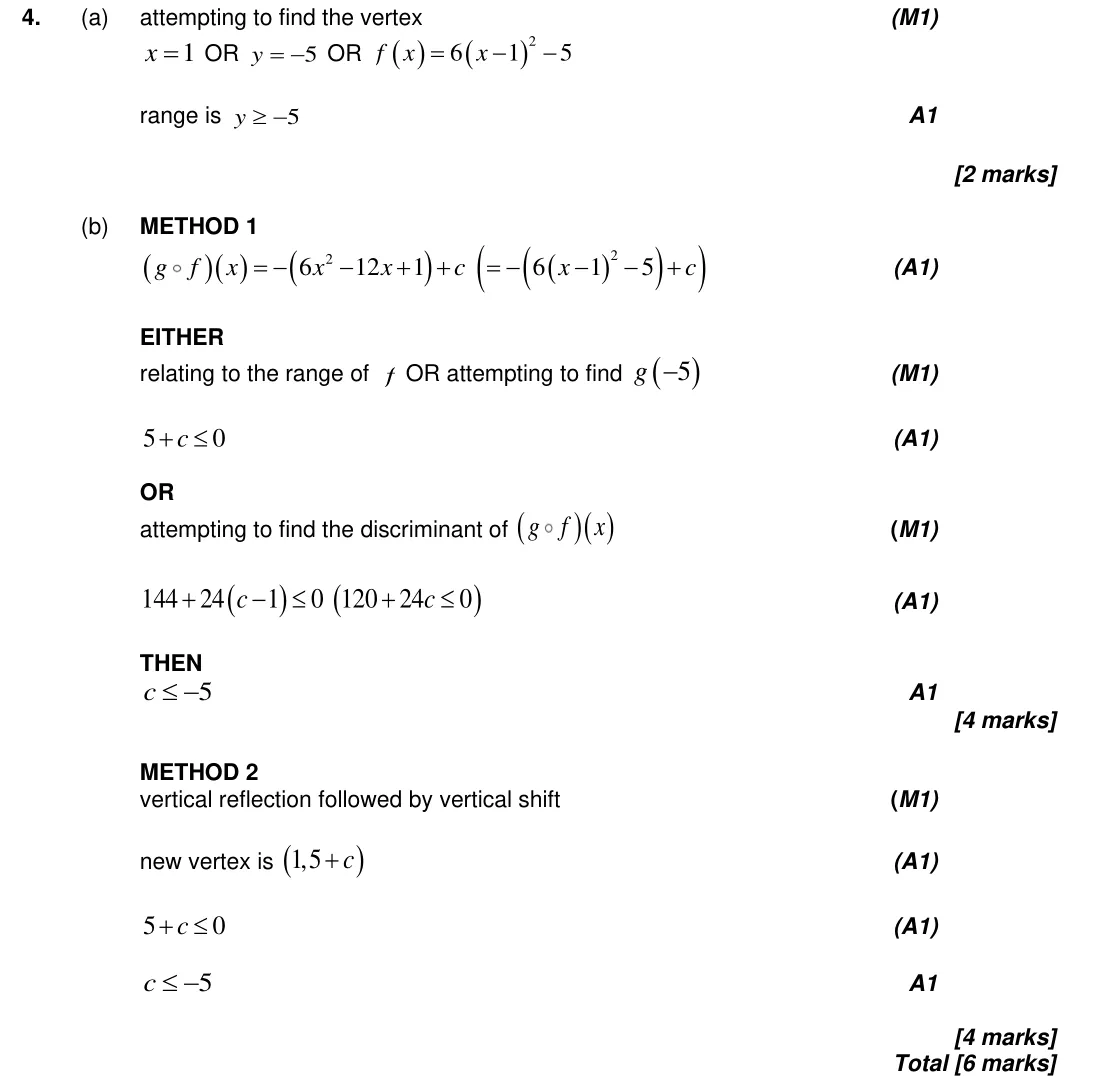 4. (a) attempting to find the vertex (M1)
x = 1 OR y = −5 OR f(x) = 6(x−1)² − 5
range is y ≥ −5 A1
[2 marks]
(b) METHOD 1
(g ∘ f)(x) = −(6x² − 12x + 1) + c (= −(6(x−1)² − 5) + c) (A1)
EITHER
relating to the range of f OR attempting to find g(−5) (M1)
5 + c ≤ 0 (A1)
OR
attempting to find the discriminant of (g ∘ f)(x) (M1)
144 + 24(c−1) ≤ 0 (120 + 24c ≤ 0) (A1)
THEN
c ≤ −5 A1
[4 marks]
METHOD 2
vertical reflection followed by vertical shift (M1)
new vertex is (1, 5 + c) (A1)
5 + c ≤ 0 (A1)
c ≤ −5 A1
[4 marks]
Total [6 marks]